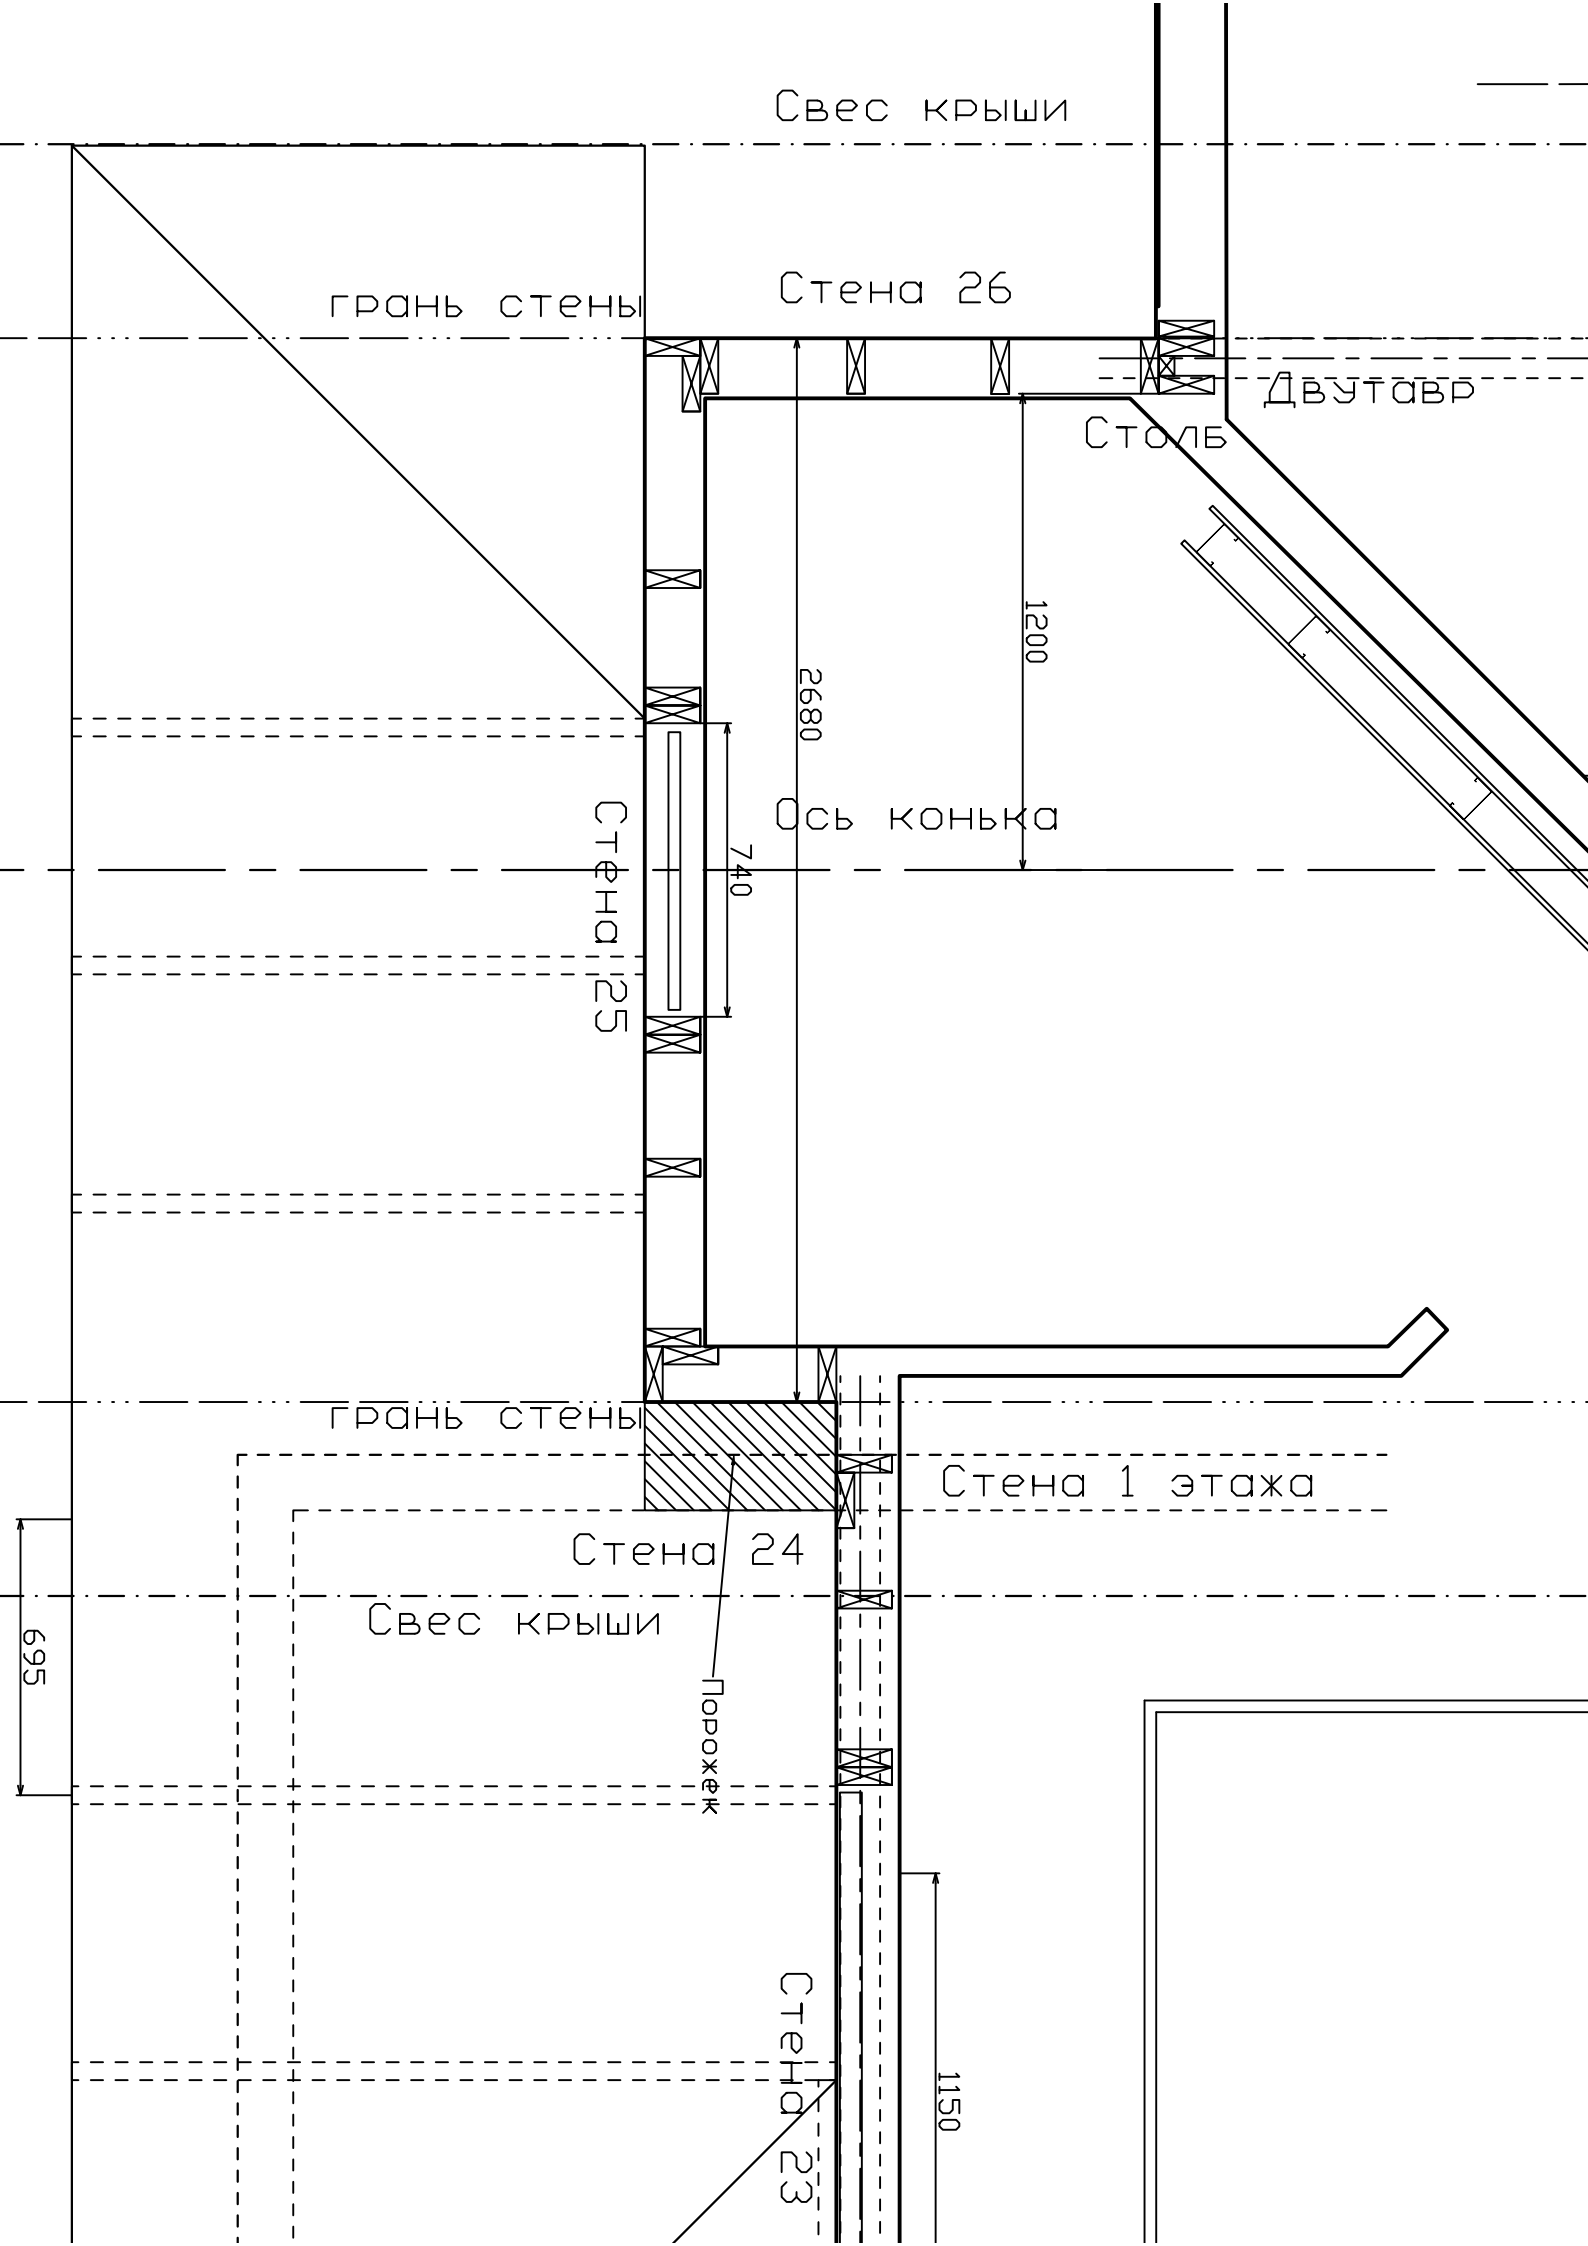 Свес крыши
Стена 26
грань стены
Двутавр
Столб
1200
2680
Ось конька
740
Стена 25
грань стены
Стена 1 этажа
Стена 24
Свес крыши
695
Порожек
Стена 23
1150